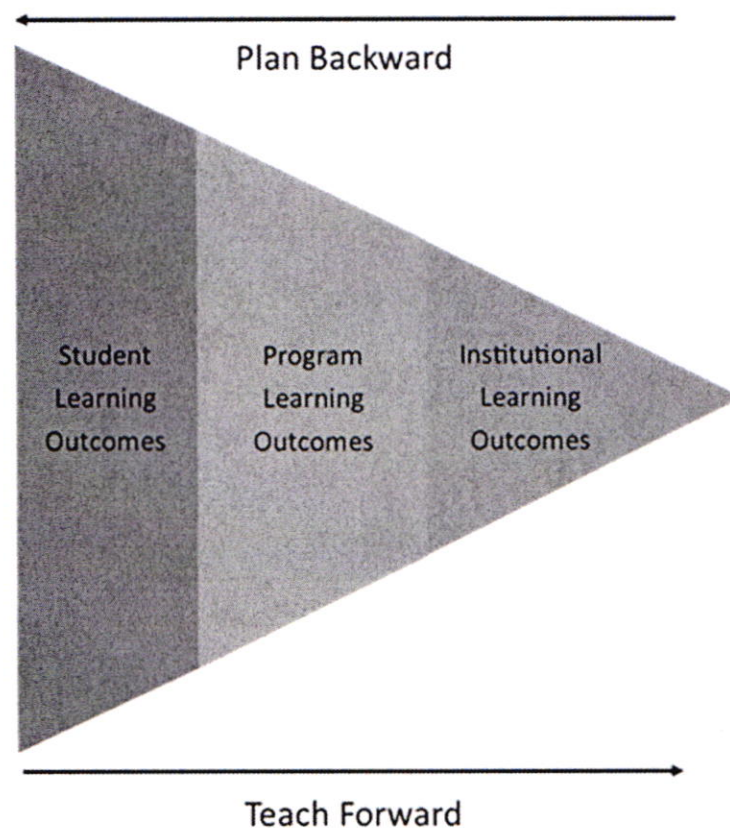 Plan Backward
Student
Learning
Outcomes
Program
Learning
Outcomes
Institutional
Learning
Outcomes
Teach Forward